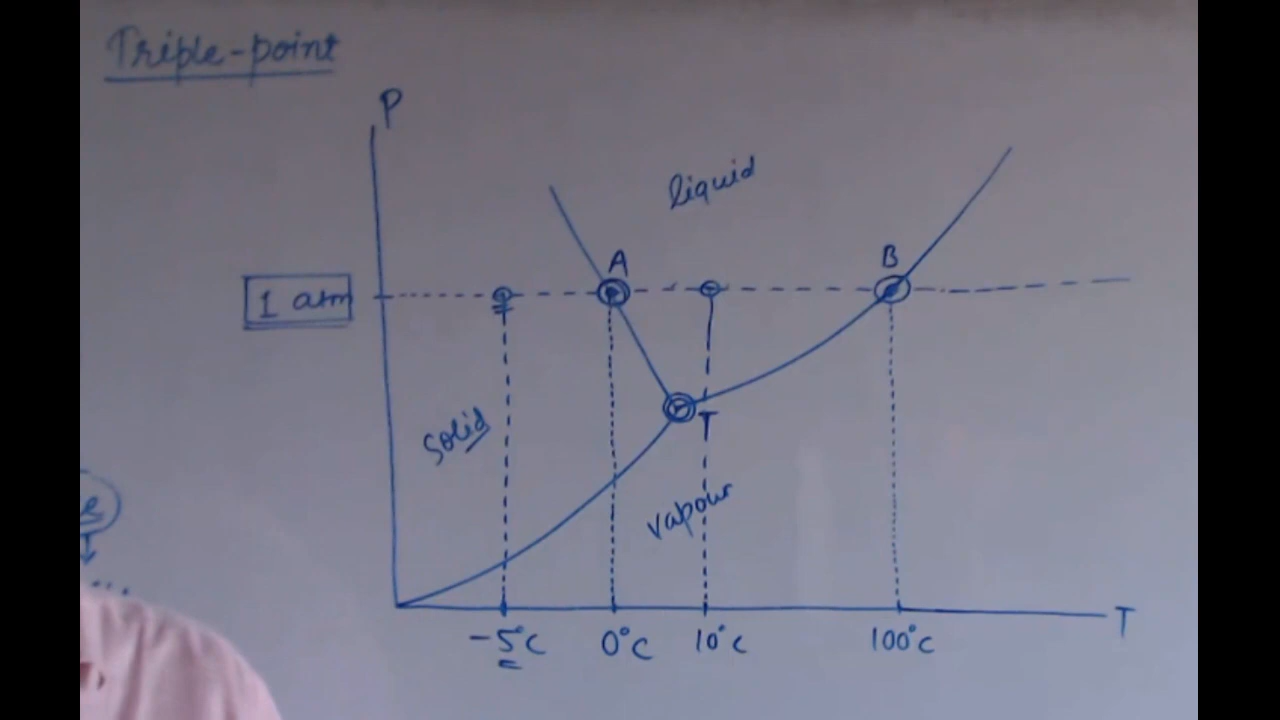 Triple-point
P
liquid
A
B
1 atm
T
solid
vapour
-5°C
0°C
10°C
100°C
T